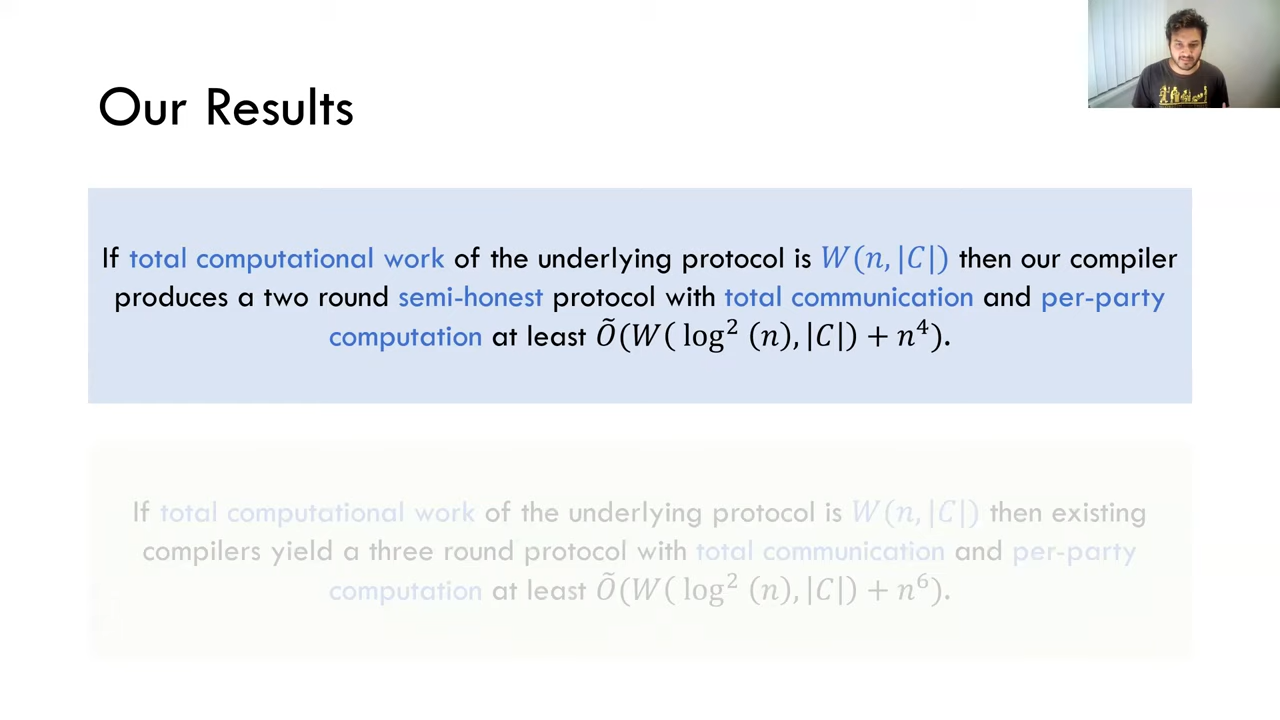 Our Results
If total computational work of the underlying protocol is W(n, |C|) then our compiler
produces a two round semi-honest protocol with total communication and per-party
computation at least Õ(W( log² (n), |C|) + n⁴).
If total computational work of the underlying protocol is W(n, |C|) then existing
compilers yield a three round protocol with total communication and per-party
computation at least Õ(W( log² (n), |C|) + n⁶).